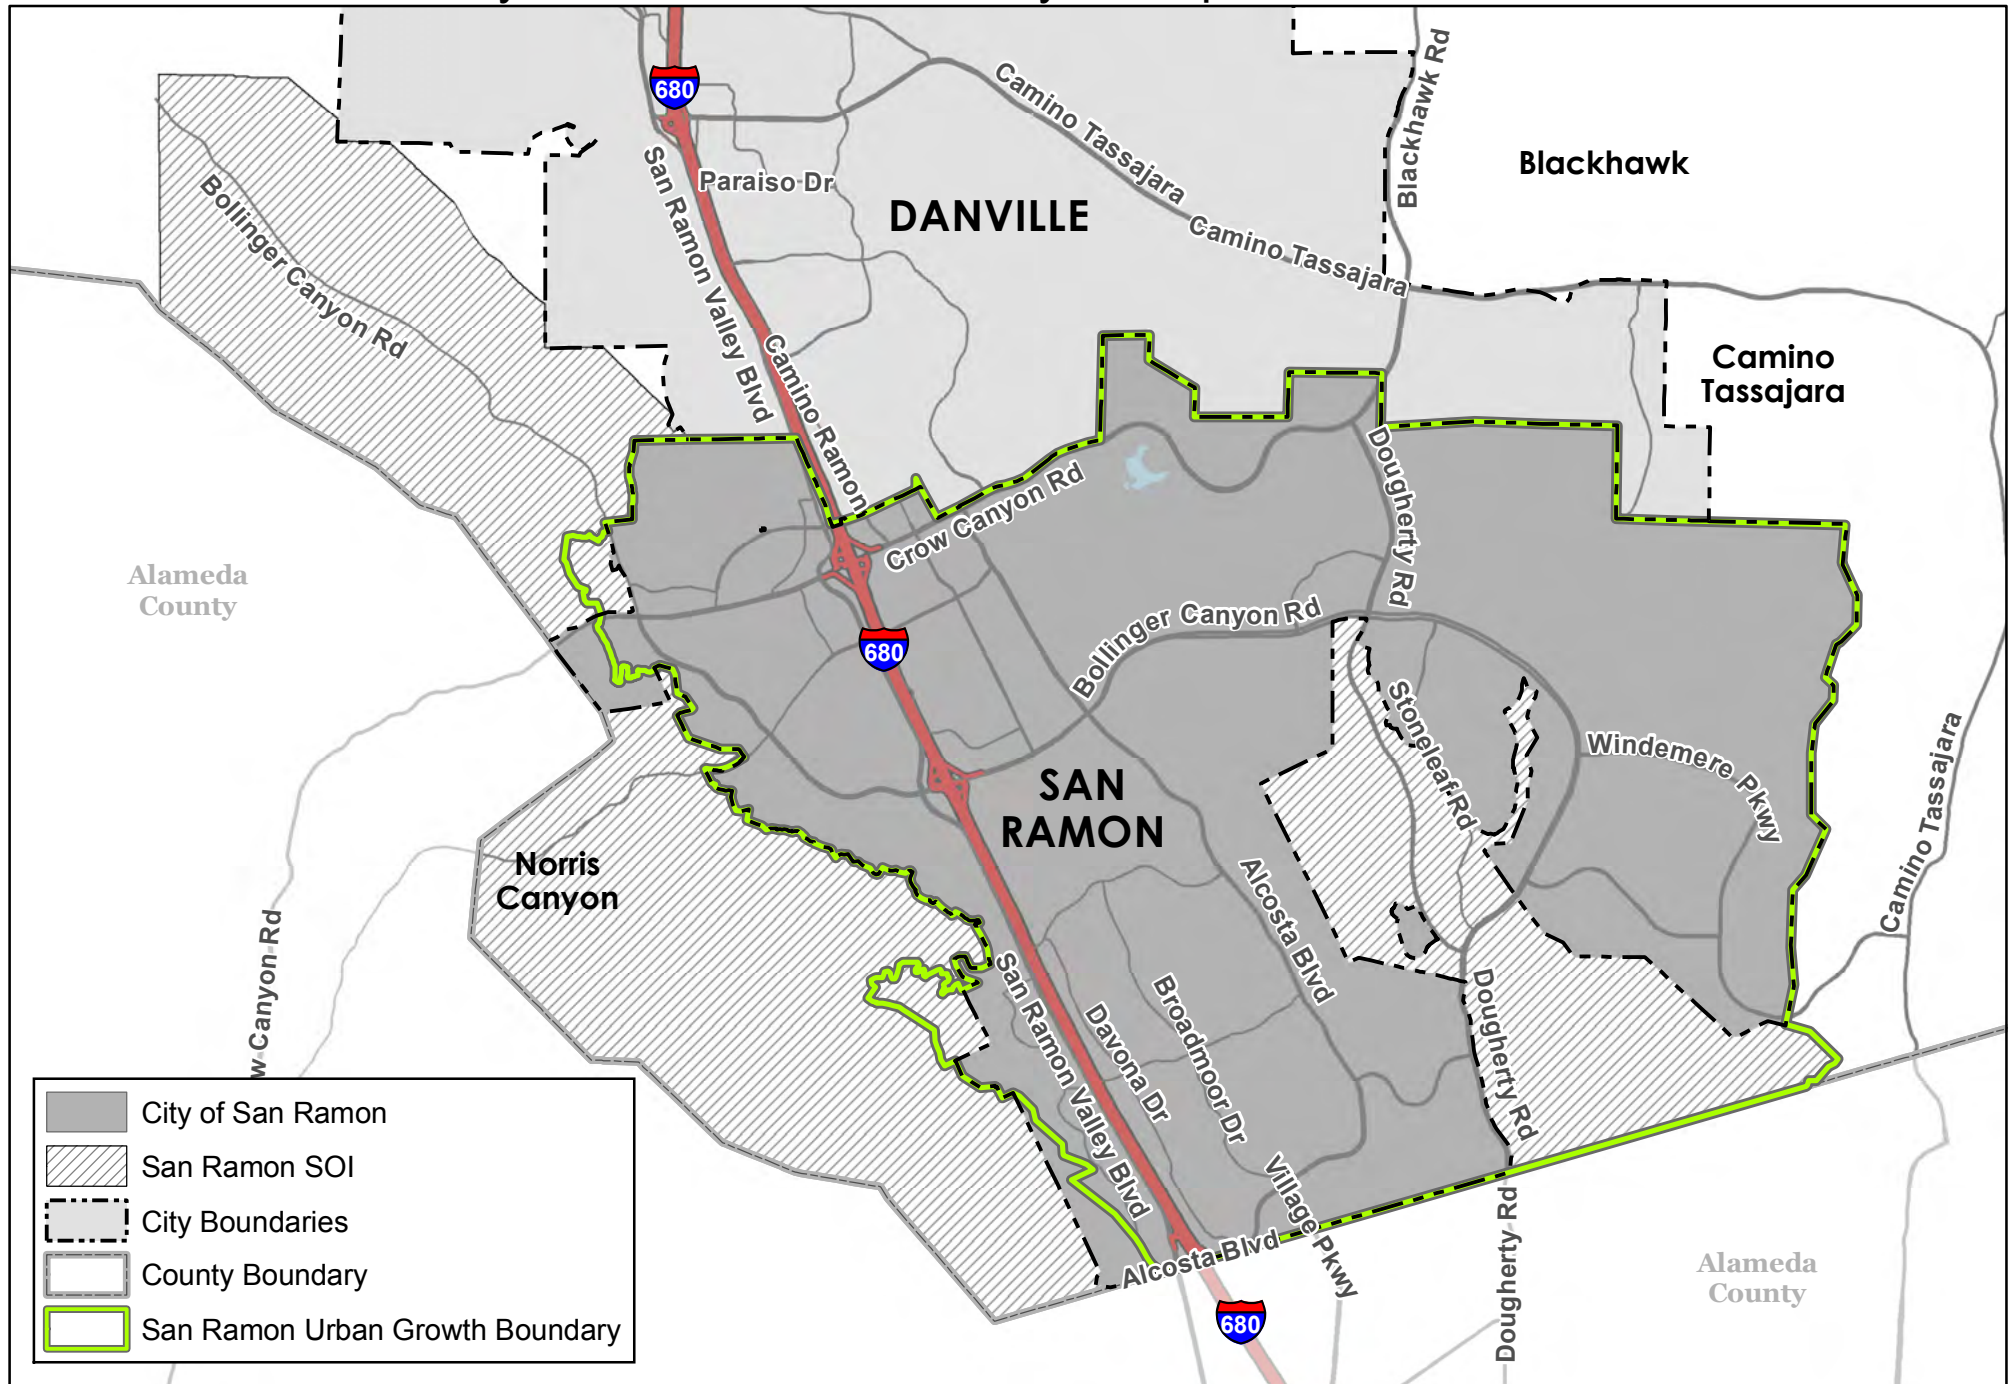 680
Camino Tassajara
Blackhawk Rd
Blackhawk
San Ramon Valley Blvd
Paraiso Dr
DANVILLE
Camino Tassajara
Bollinger Canyon Rd
Camino Ramon
Camino
Tassajara
Dougherty Rd
Crow Canyon Rd
Alameda
County
680
Bollinger Canyon Rd
Stoneleaf Rd
Windemere Pkwy
Camino Tassajara
SAN
RAMON
Norris
Canyon
Alcosta Blvd
w Canyon Rd
San Ramon Valley Blvd
Davona Dr
Broadmoor Dr
Dougherty Rd
Village Pkwy
Alcosta Blvd
Dougherty Rd
Alameda
County
680
City of San Ramon
San Ramon SOI
City Boundaries
County Boundary
San Ramon Urban Growth Boundary